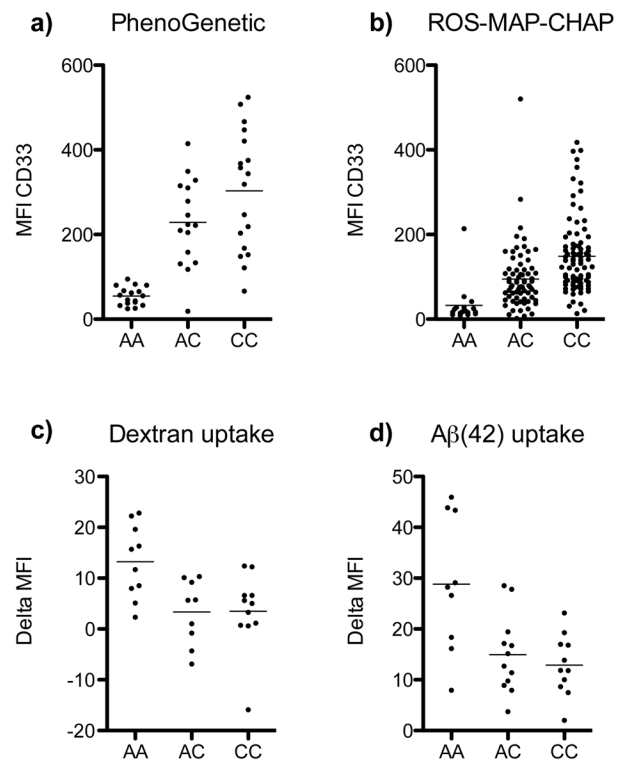 a) PhenoGenetic
b) ROS-MAP-CHAP
600
400
200
0
MFI CD33
AA AC CC
600
400
200
0
MFI CD33
AA AC CC
c) Dextran uptake
d) Aβ(42) uptake
30
20
10
0
-10
-20
Delta MFI
AA AC CC
50
40
30
20
10
0
Delta MFI
AA AC CC